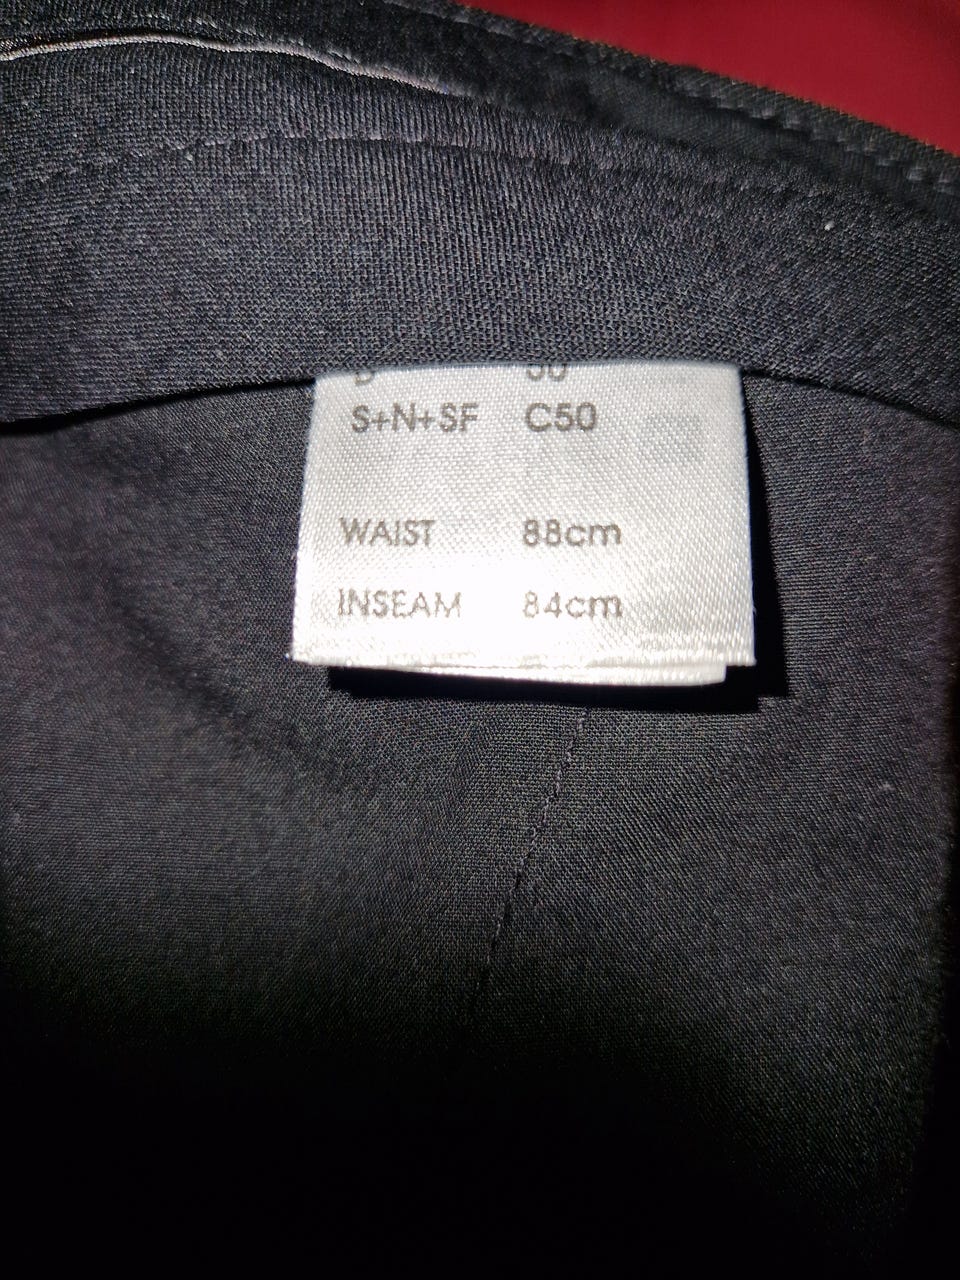 S+N+SF C50
WAIST 88cm
INSEAM 84cm